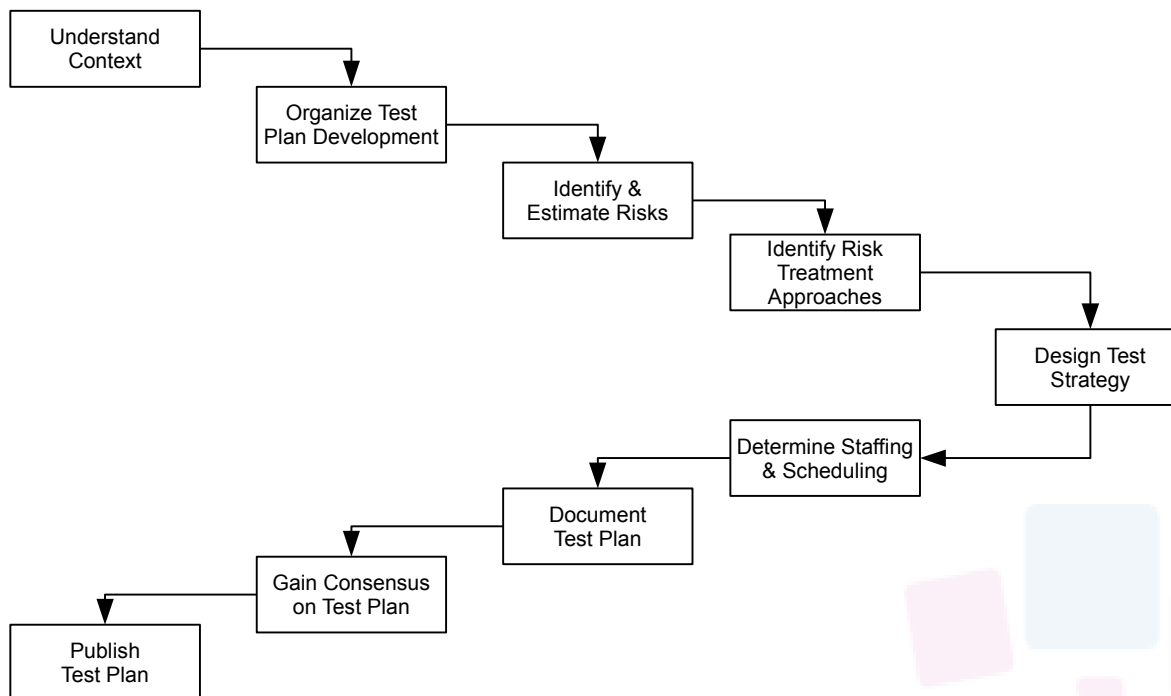 Understand
Context
Organize Test
Plan Development
Identify &
Estimate Risks
Identify Risk
Treatment
Approaches
Design Test
Strategy
Determine Staffing
& Scheduling
Document
Test Plan
Gain Consensus
on Test Plan
Publish
Test Plan